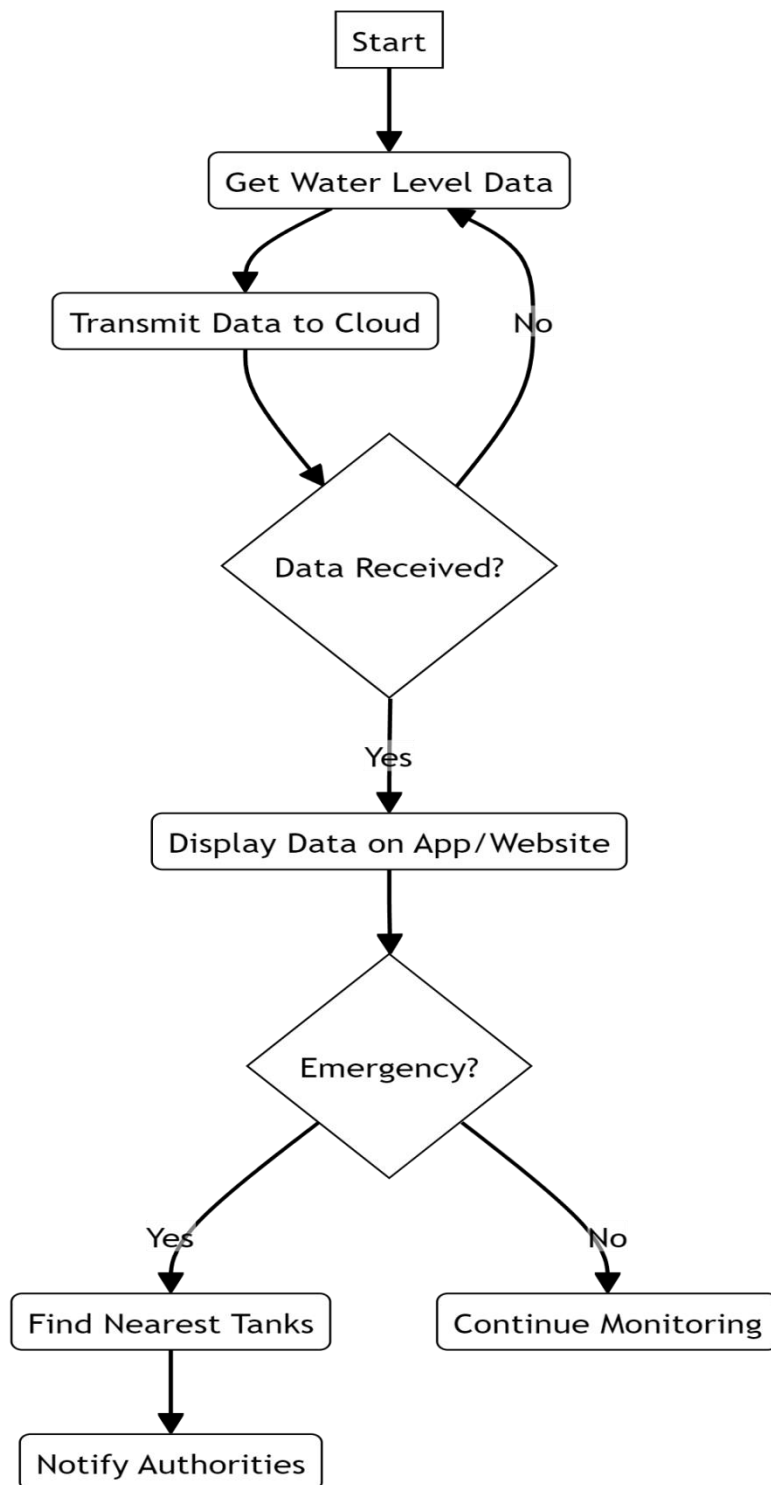 Start
Get Water Level Data
Transmit Data to Cloud
No
Data Received?
Yes
Display Data on App/Website
Emergency?
Yes
No
Find Nearest Tanks
Continue Monitoring
Notify Authorities